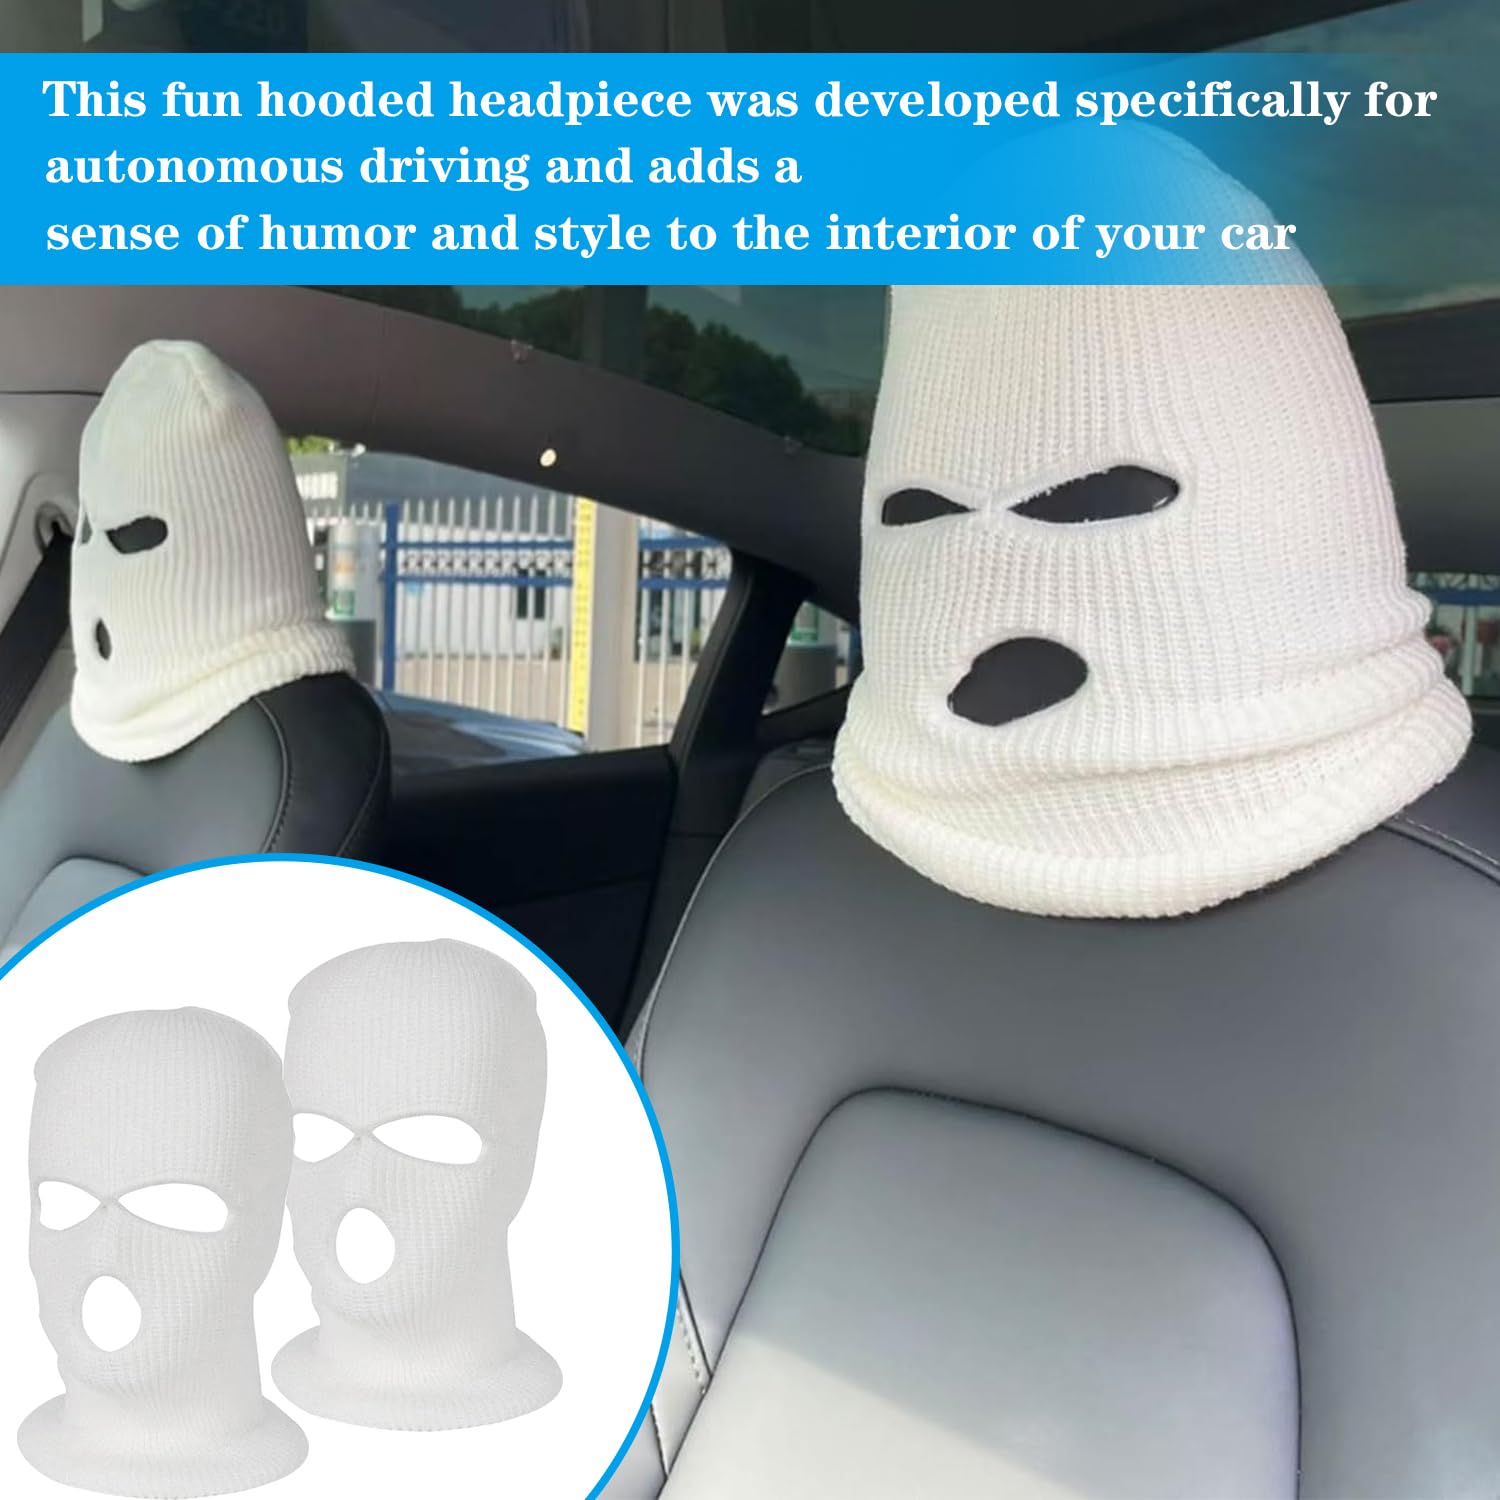 This fun hooded headpiece was developed specifically for
autonomous driving and adds a
sense of humor and style to the interior of your car